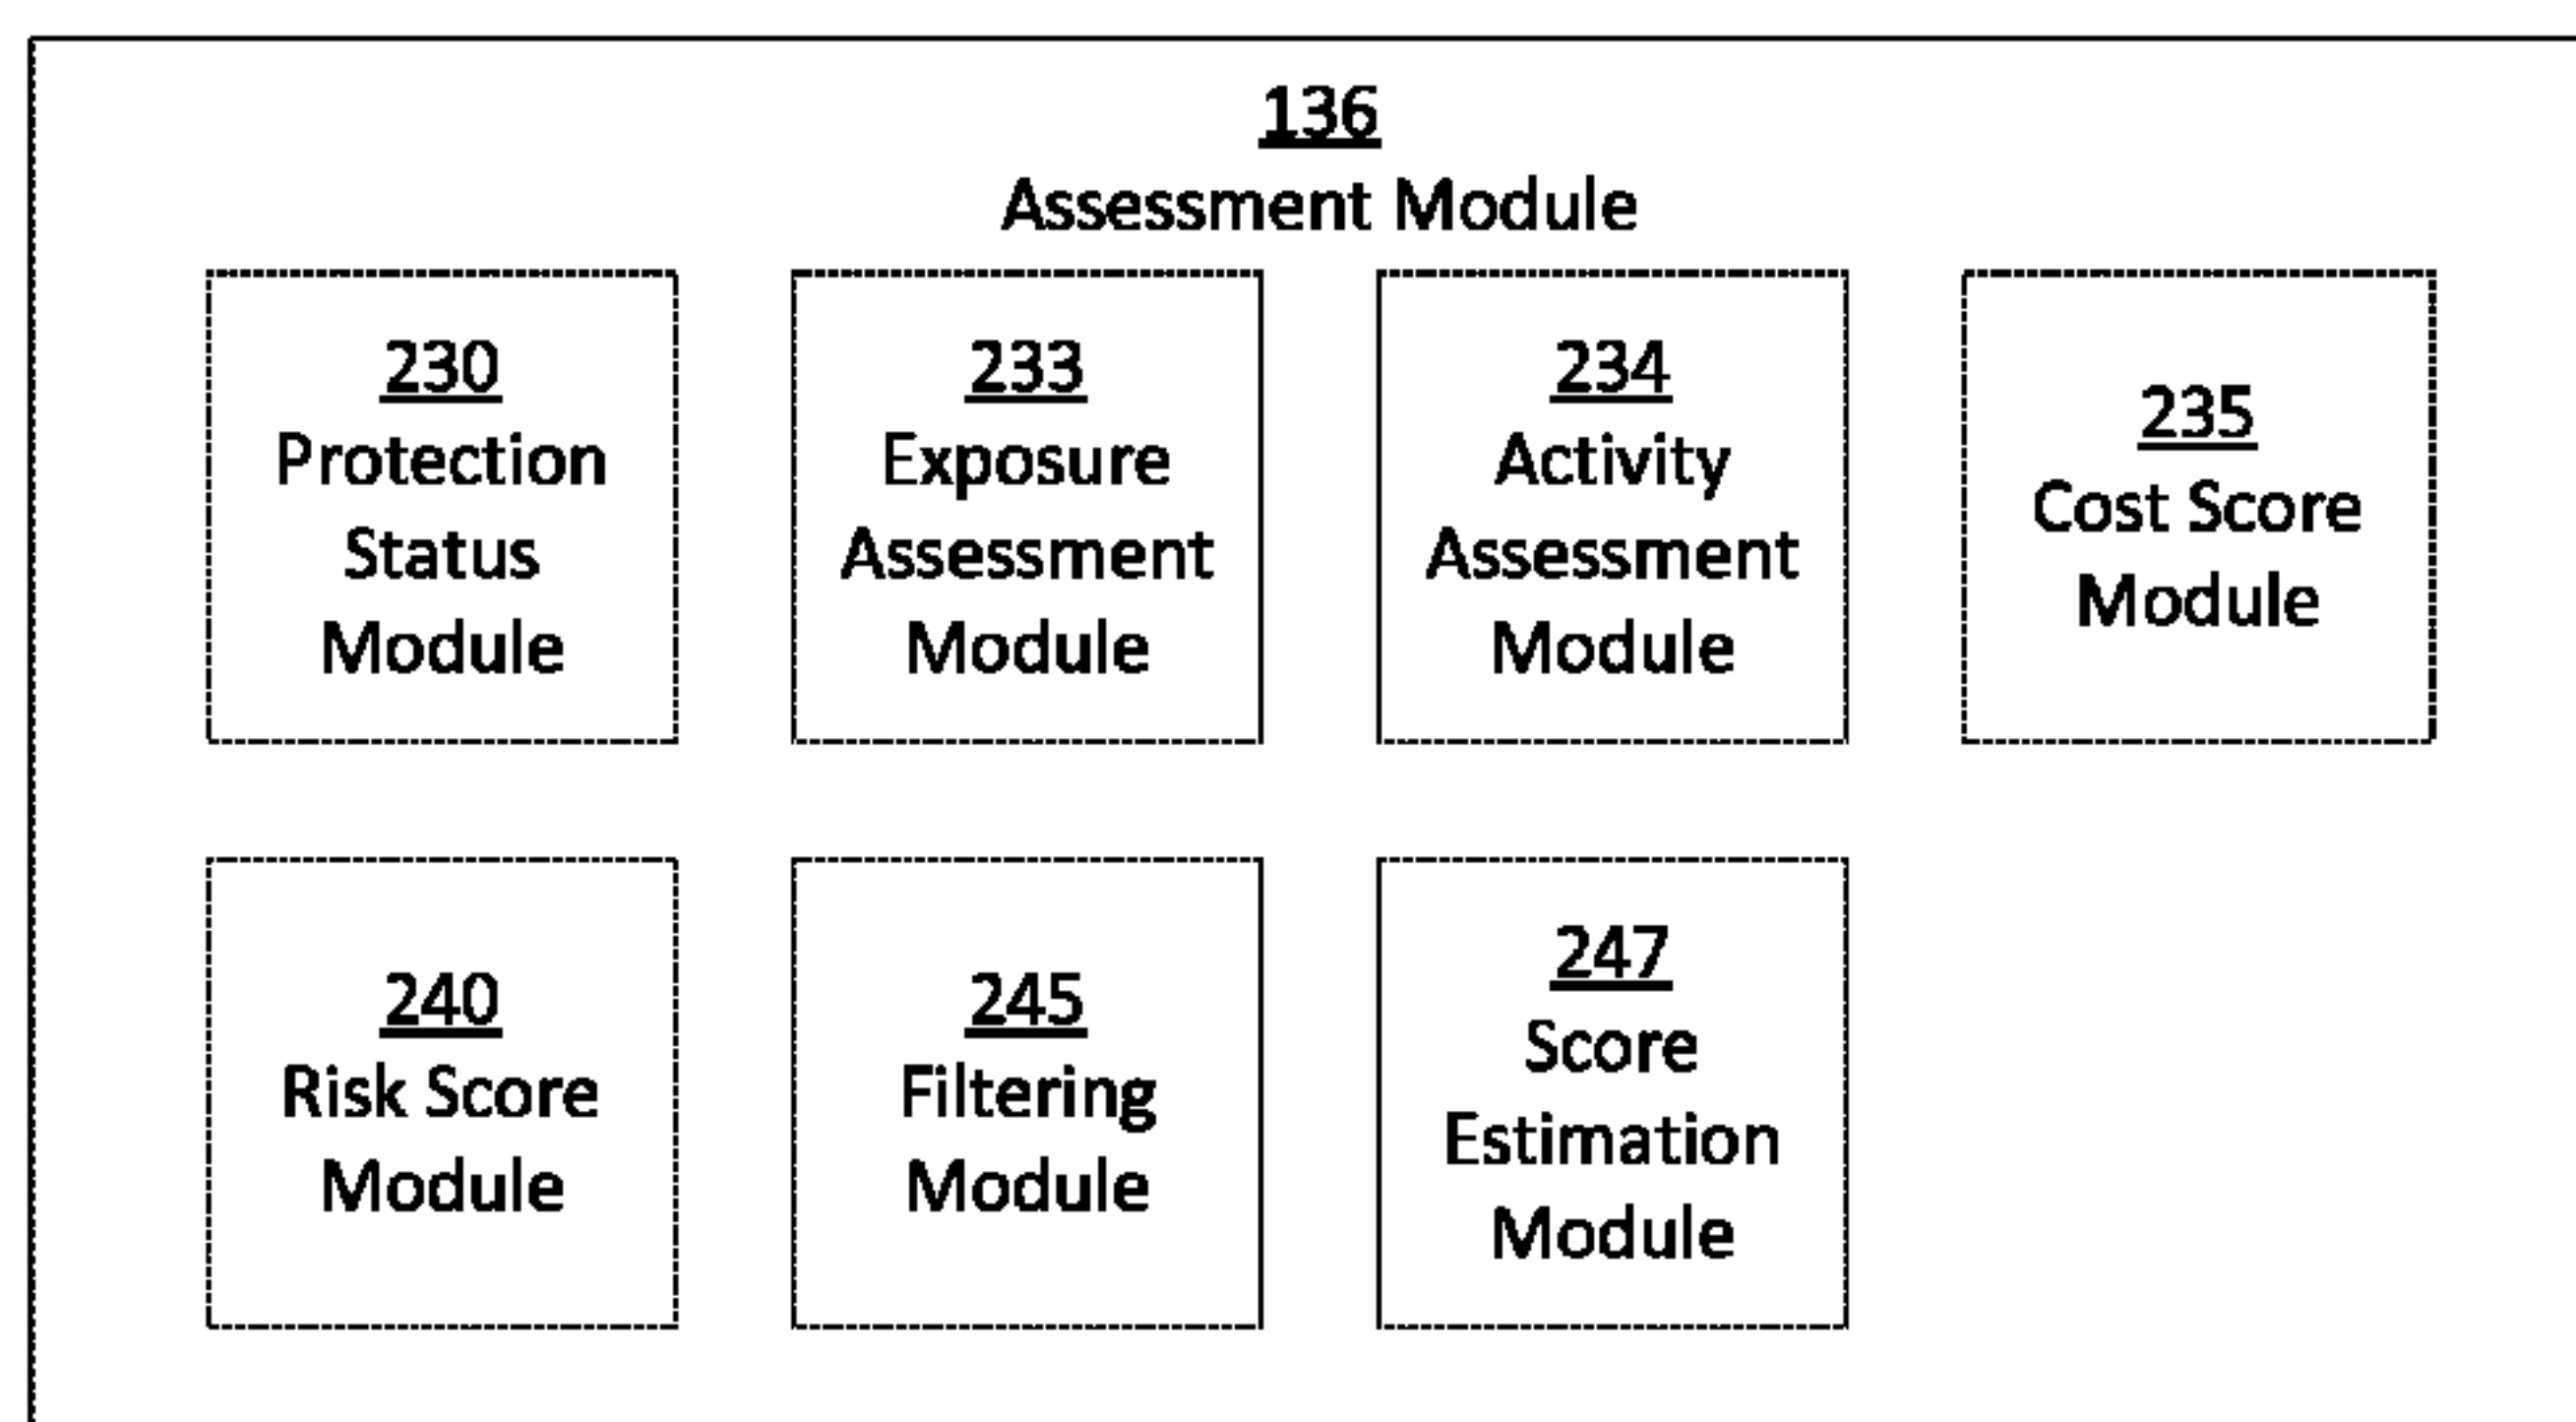 136
Assessment Module
230
Protection
Status
Module
233
Exposure
Assessment
Module
234
Activity
Assessment
Module
235
Cost Score
Module
240
Risk Score
Module
245
Filtering
Module
247
Score
Estimation
Module